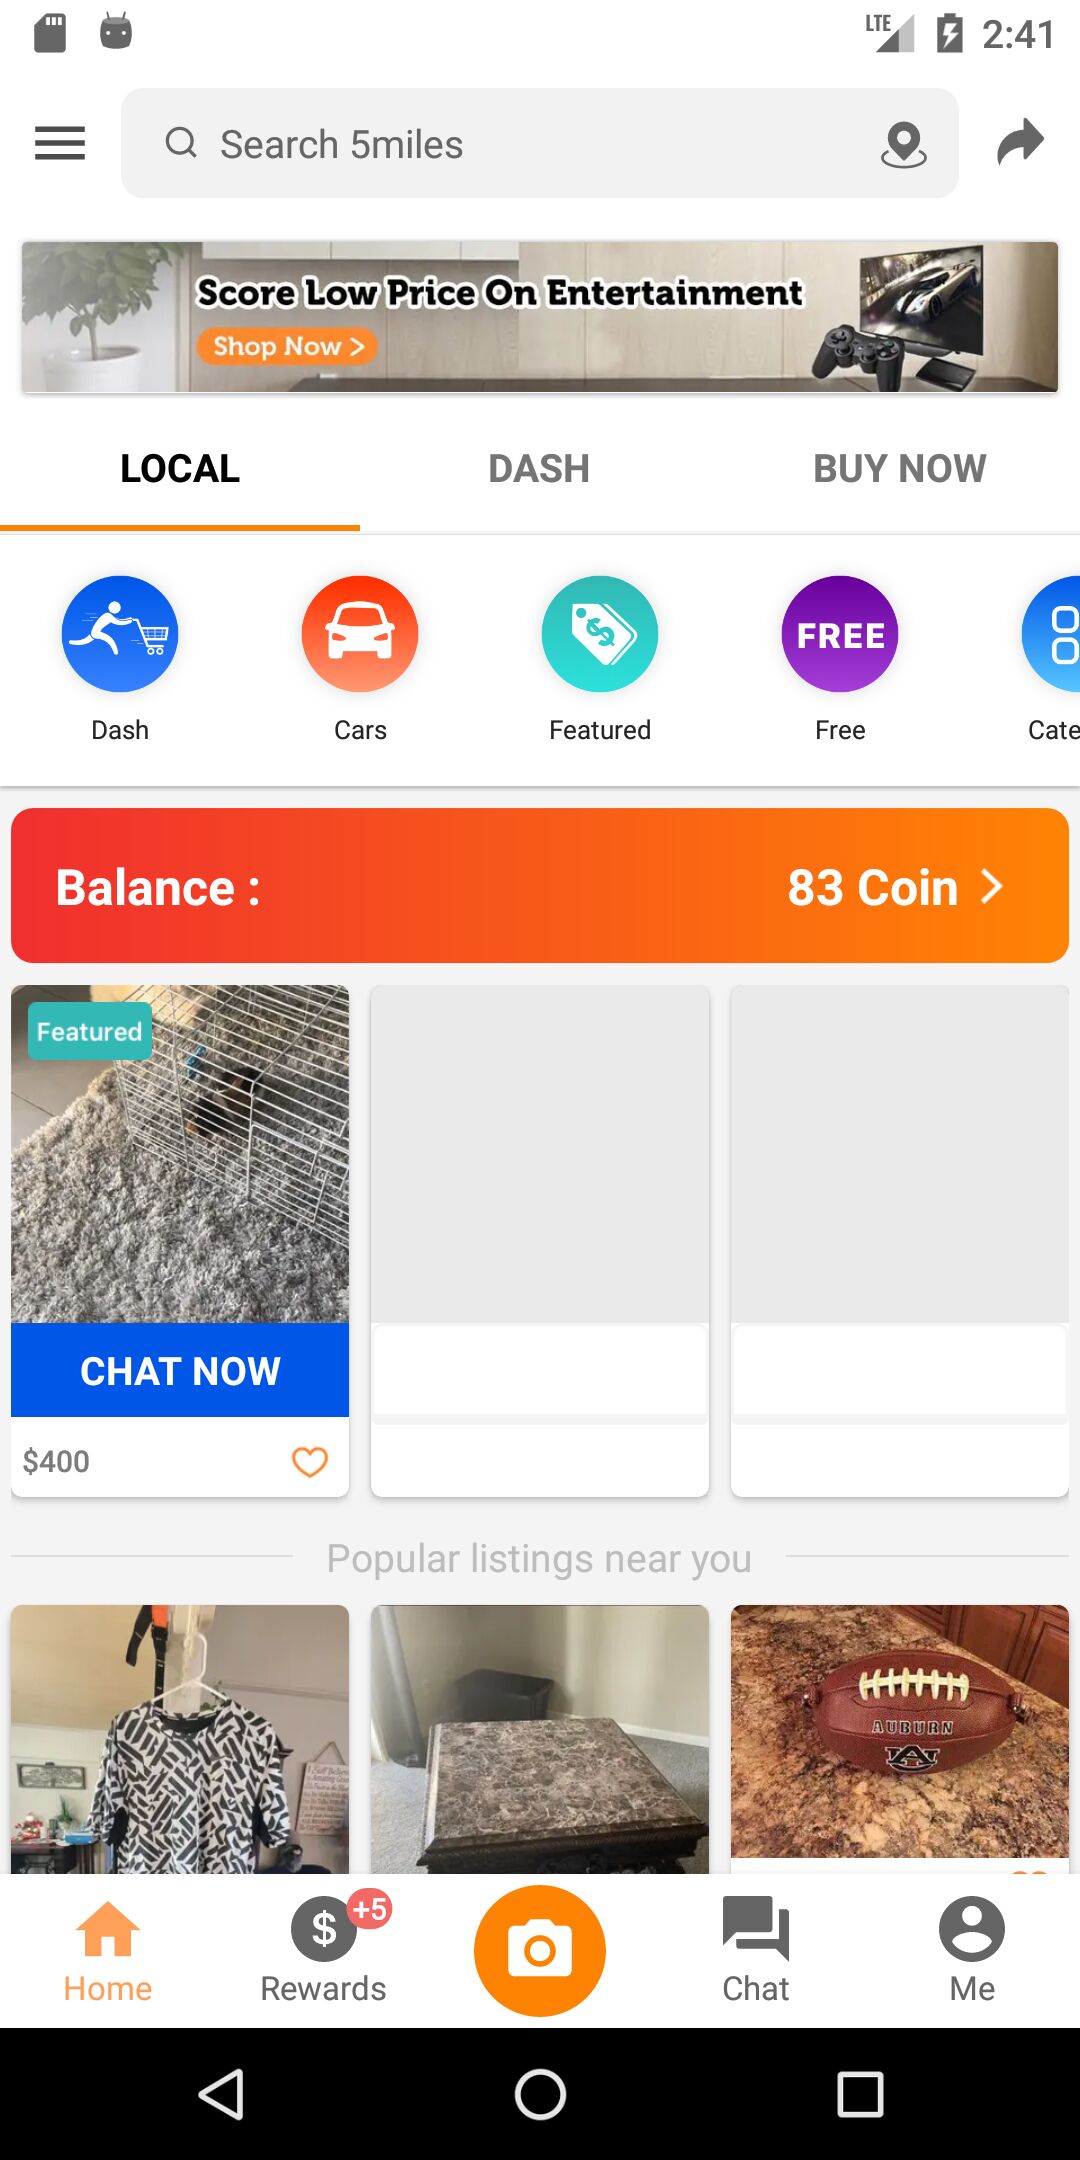 LTE 2:41
Search 5miles
Score Low Price On Entertainment
Shop Now >
LOCAL DASH BUY NOW
FREE
Dash Cars Featured Free Cate
Balance : 83 Coin
Featured
CHAT NOW
$400
Popular listings near you
AUBURN
AU
+5
Home Rewards Chat Me